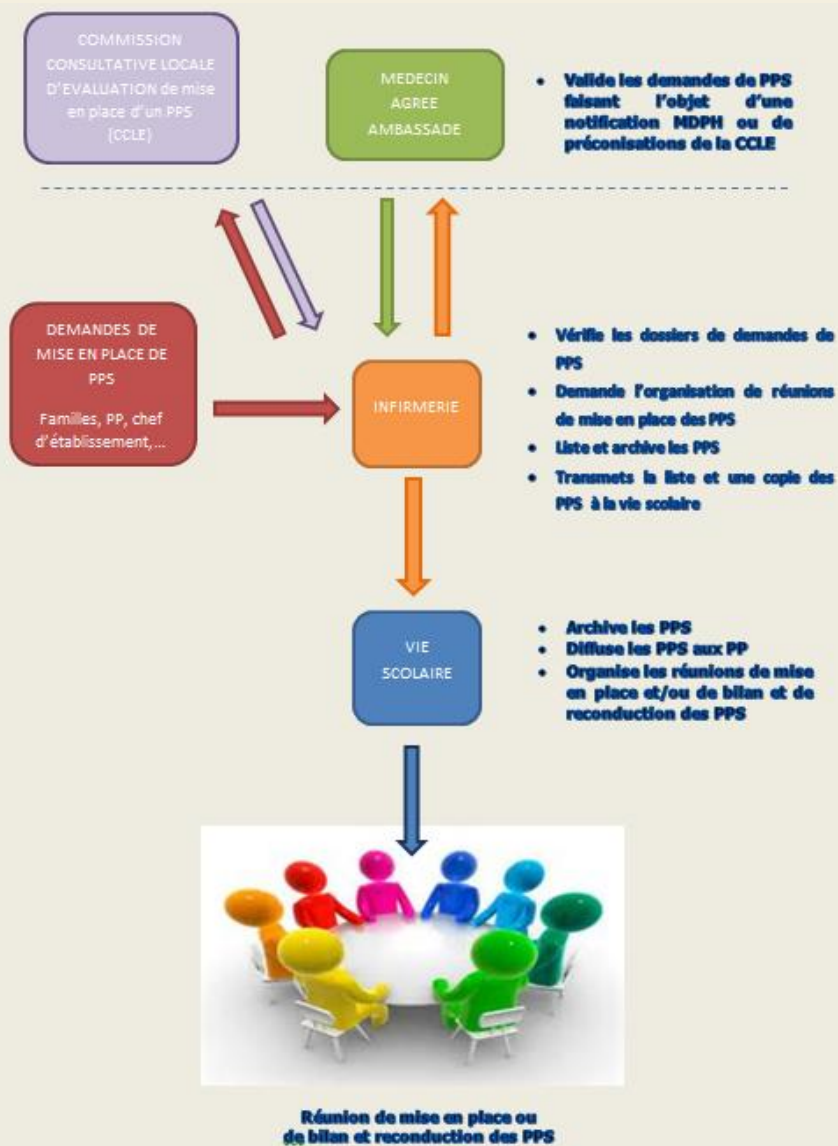 COMMISSION
CONSULTATIVE LOCALE
D'EVALUATION de mise
en place d'un PPS
(CCLE)
MEDECIN
AGREE
AMBASSADE
• Valide les demandes de PPS
faisant l'objet d'une
notification MDPH ou de
préconisations de la CCLE
DEMANDES DE
MISE EN PLACE DE
PPS
Familles, PP, chef
d'établissement,...
INFIRMERIE
• Vérifie les dossiers de demandes de
PPS
• Demande l'organisation de réunions
de mise en place des PPS
• Liste et archive les PPS
• Transmets la liste et une copie des
PPS à la vie scolaire
VIE
SCOLAIRE
• Archive les PPS
• Diffuse les PPS aux PP
• Organise les réunions de mise
en place et/ou de bilan et de
reconduction des PPS
Réunion de mise en place ou
de bilan et reconduction des PPS